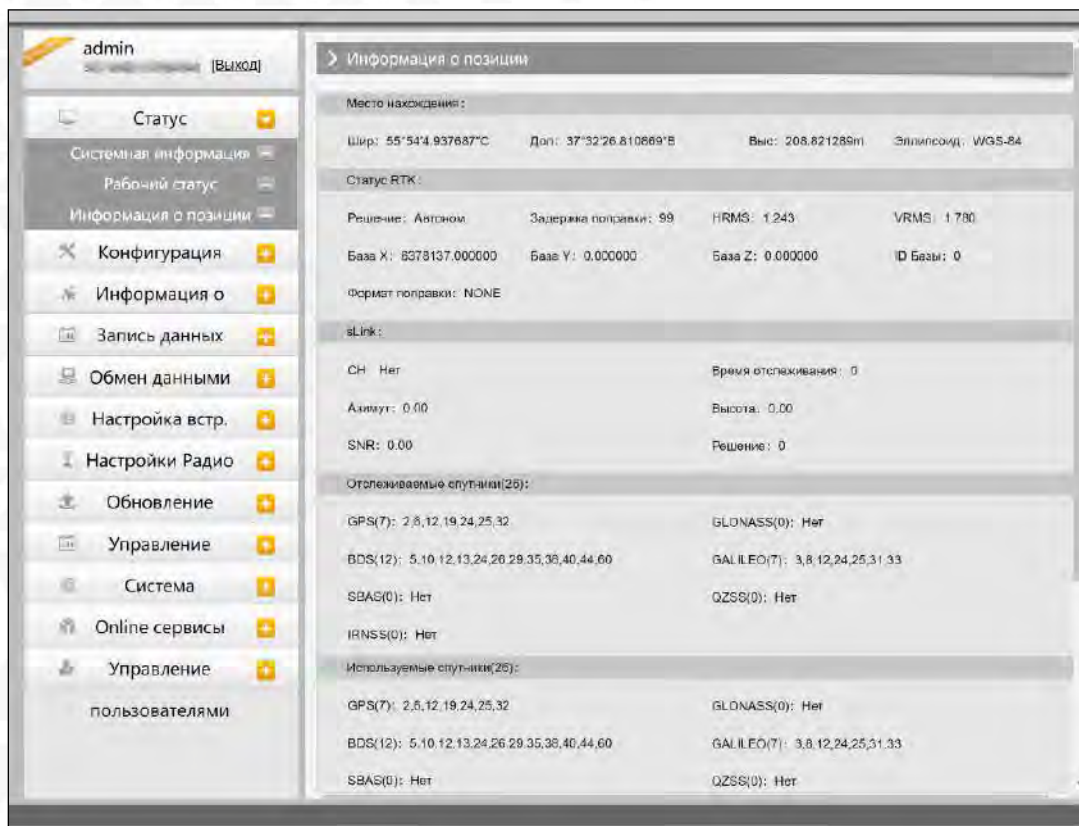 admin
[Выход]
Статус
Системная информация
Рабочий статус
Информация о позиции
Конфигурация
Информация о
Запись данных
Обмен данными
Настройка встр.
Настройки Радио
Обновление
Управление
Система
Online сервисы
Управление
пользователями
Информация о позиции
Место нахождения:
Шир: 55°54'4.937687"С Дол: 37°32'26.810869"В Выс: 208.821289m Эллипсоид: WGS-84
Статус RTK:
Решение: Автоном Задержка поправки: 99 HRMS: 1.243 VRMS: 1.780
База X: 6378137.000000 База Y: 0.000000 База Z: 0.000000 ID Базы: 0
Формат поправки: NONE
sLink:
СН Нет Время отслеживания: 0
Азимут: 0.00 Высота: 0.00
SNR: 0.00 Решение: 0
Отслеживаемые спутники(26):
GPS(7): 2,6,12,19,24,25,32 GLONASS(0): Нет
BDS(12): 5,10,12,13,24,26,29,35,38,40,44,60 GALILEO(7): 3,8,12,24,25,31,33
SBAS(0): Нет QZSS(0): Нет
IRNSS(0): Нет
Используемые спутники(26):
GPS(7): 2,6,12,19,24,25,32 GLONASS(0): Нет
BDS(12): 5,10,12,13,24,26,29,35,38,40,44,60 GALILEO(7): 3,8,12,24,25,31,33
SBAS(0): Нет QZSS(0): Нет